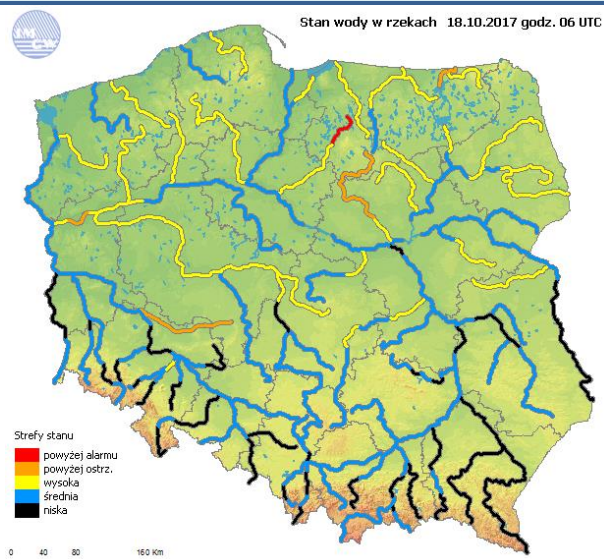 Stan wody w rzekach 18.10.2017 godz. 06 UTC
Strefy stanu
powyżej alarmu
powyżej ostrz.
wysoka
średnia
niska
0 40 80 160 Km